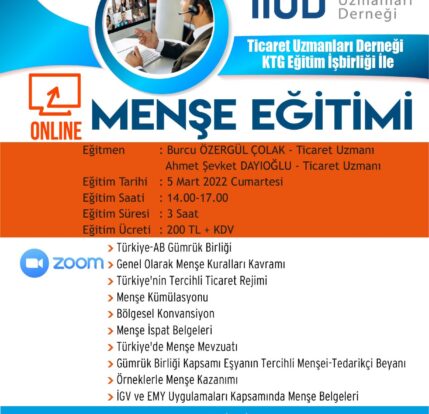 Uzmanları
Derneği
Ticaret Uzmanları Derneği
KTG Eğitim İşbirliği İle
ONLINE
MENŞE EĞİTİMİ
Eğitmen : Burcu ÖZERGÜL ÇOLAK - Ticaret Uzmanı
Ahmet Şevket DAYIOĞLU - Ticaret Uzmanı
Eğitim Tarihi : 5 Mart 2022 Cumartesi
Eğitim Saati : 14.00-17.00
Eğitim Süresi : 3 Saat
Eğitim Ücreti : 200 TL + KDV
zoom
Türkiye-AB Gümrük Birliği
Genel Olarak Menşe Kuralları Kavramı
Türkiye'nin Tercihli Ticaret Rejimi
Menşe Kümülasyonu
Bölgesel Konvansiyon
Menşe İspat Belgeleri
Türkiye'de Menşe Mevzuatı
Gümrük Birliği Kapsamı Eşyanın Tercihli Menşei-Tedarikçi Beyanı
Örneklerle Menşe Kazanımı
İGV ve EMY Uygulamaları Kapsamında Menşe Belgeleri